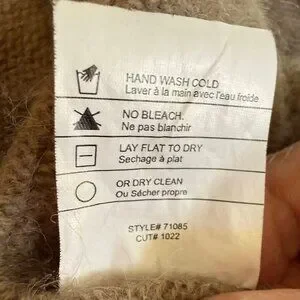 HAND WASH COLD
Laver à la main avec l'eau froide
NO BLEACH.
Ne pas blanchir
LAY FLAT TO DRY
Sechage à plat
OR DRY CLEAN
Ou Sécher propre
STYLE# 71085
CUT# 1022